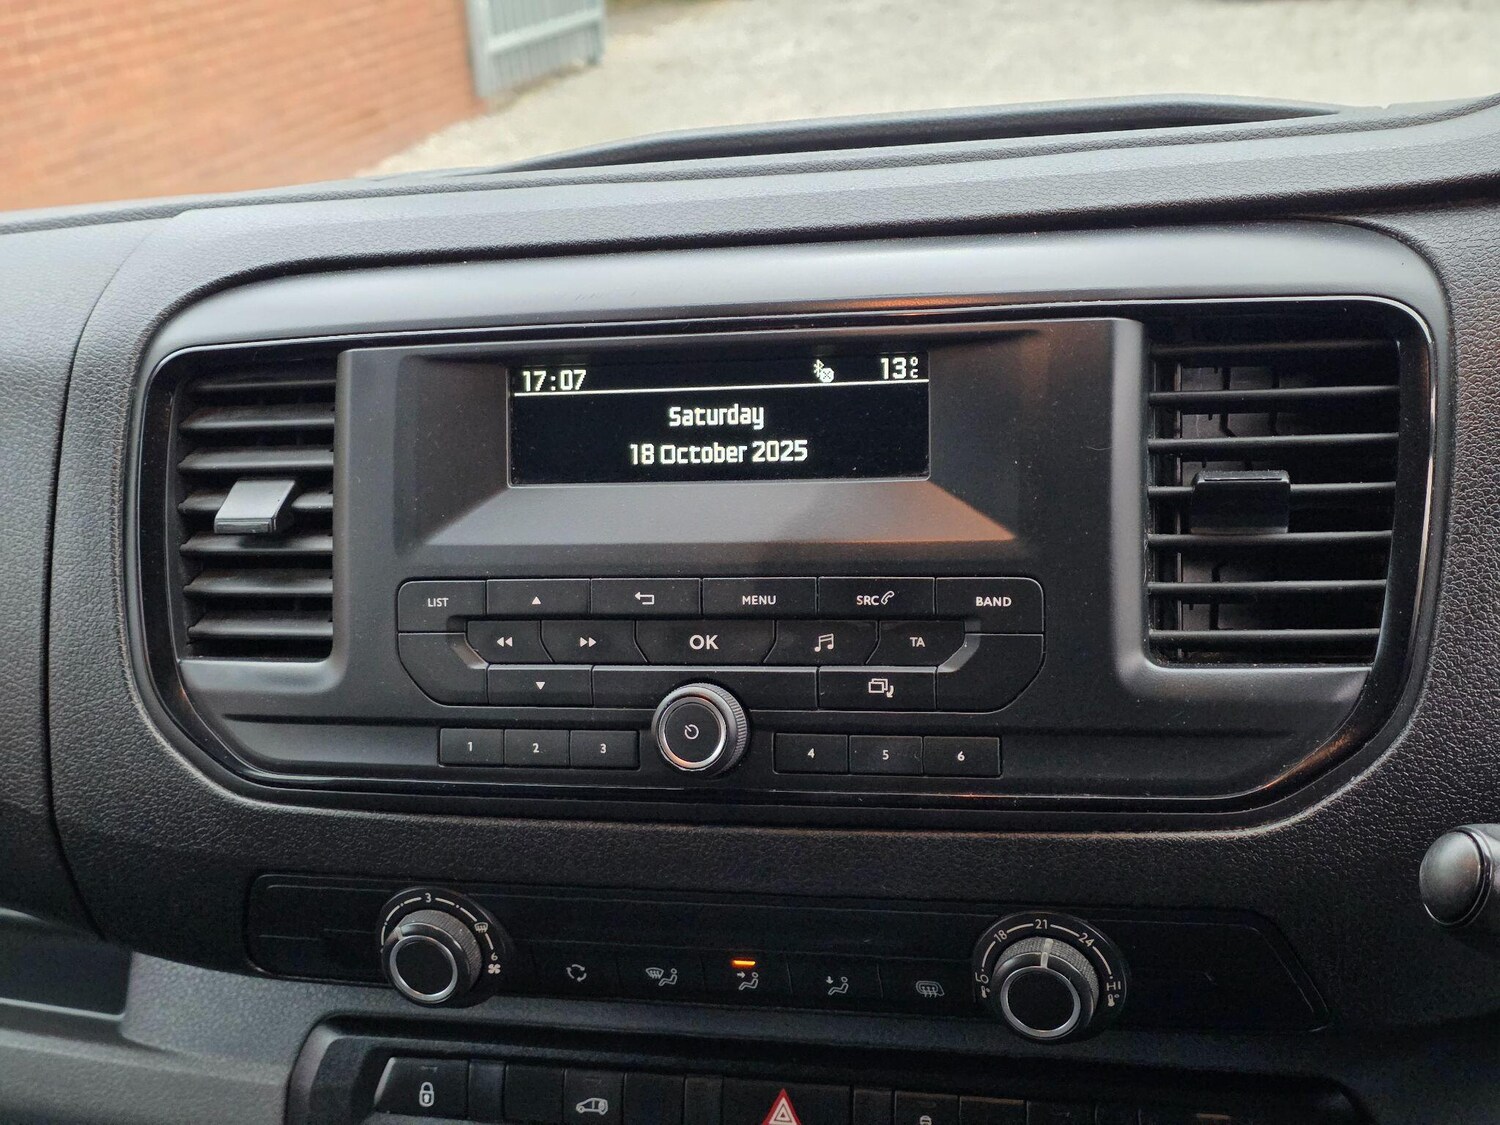 17:07 13°C
Saturday
18 October 2025
LIST MENU SRC BAND
OK TA
1 2 3 4 5 6
3 6
18 21 24 HI